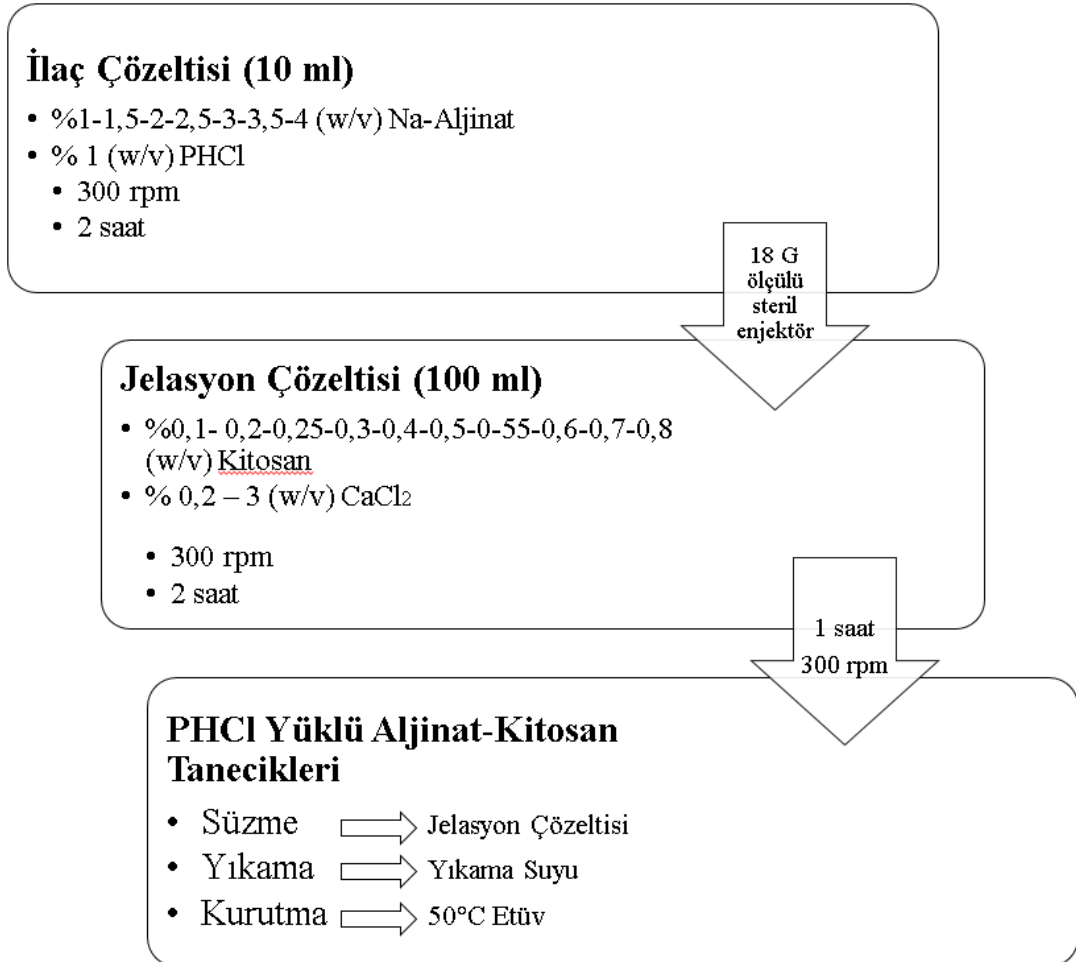 İlaç Çözeltisi (10 ml)
• %1-1,5-2-2,5-3-3,5-4 (w/v) Na-Aljinat
• % 1 (w/v) PHCl
• 300 rpm
• 2 saat
18 G
ölçülü
steril
enjektör
Jelasyon Çözeltisi (100 ml)
• %0,1- 0,2-0,25-0,3-0,4-0,5-0-55-0,6-0,7-0,8
(w/v) Kitosan
• % 0,2 – 3 (w/v) CaCl₂
• 300 rpm
• 2 saat
1 saat
300 rpm
PHCl Yüklü Aljinat-Kitosan
Tanecikleri
• Süzme Jelasyon Çözeltisi
• Yıkama Yıkama Suyu
• Kurutma 50°C Etüv